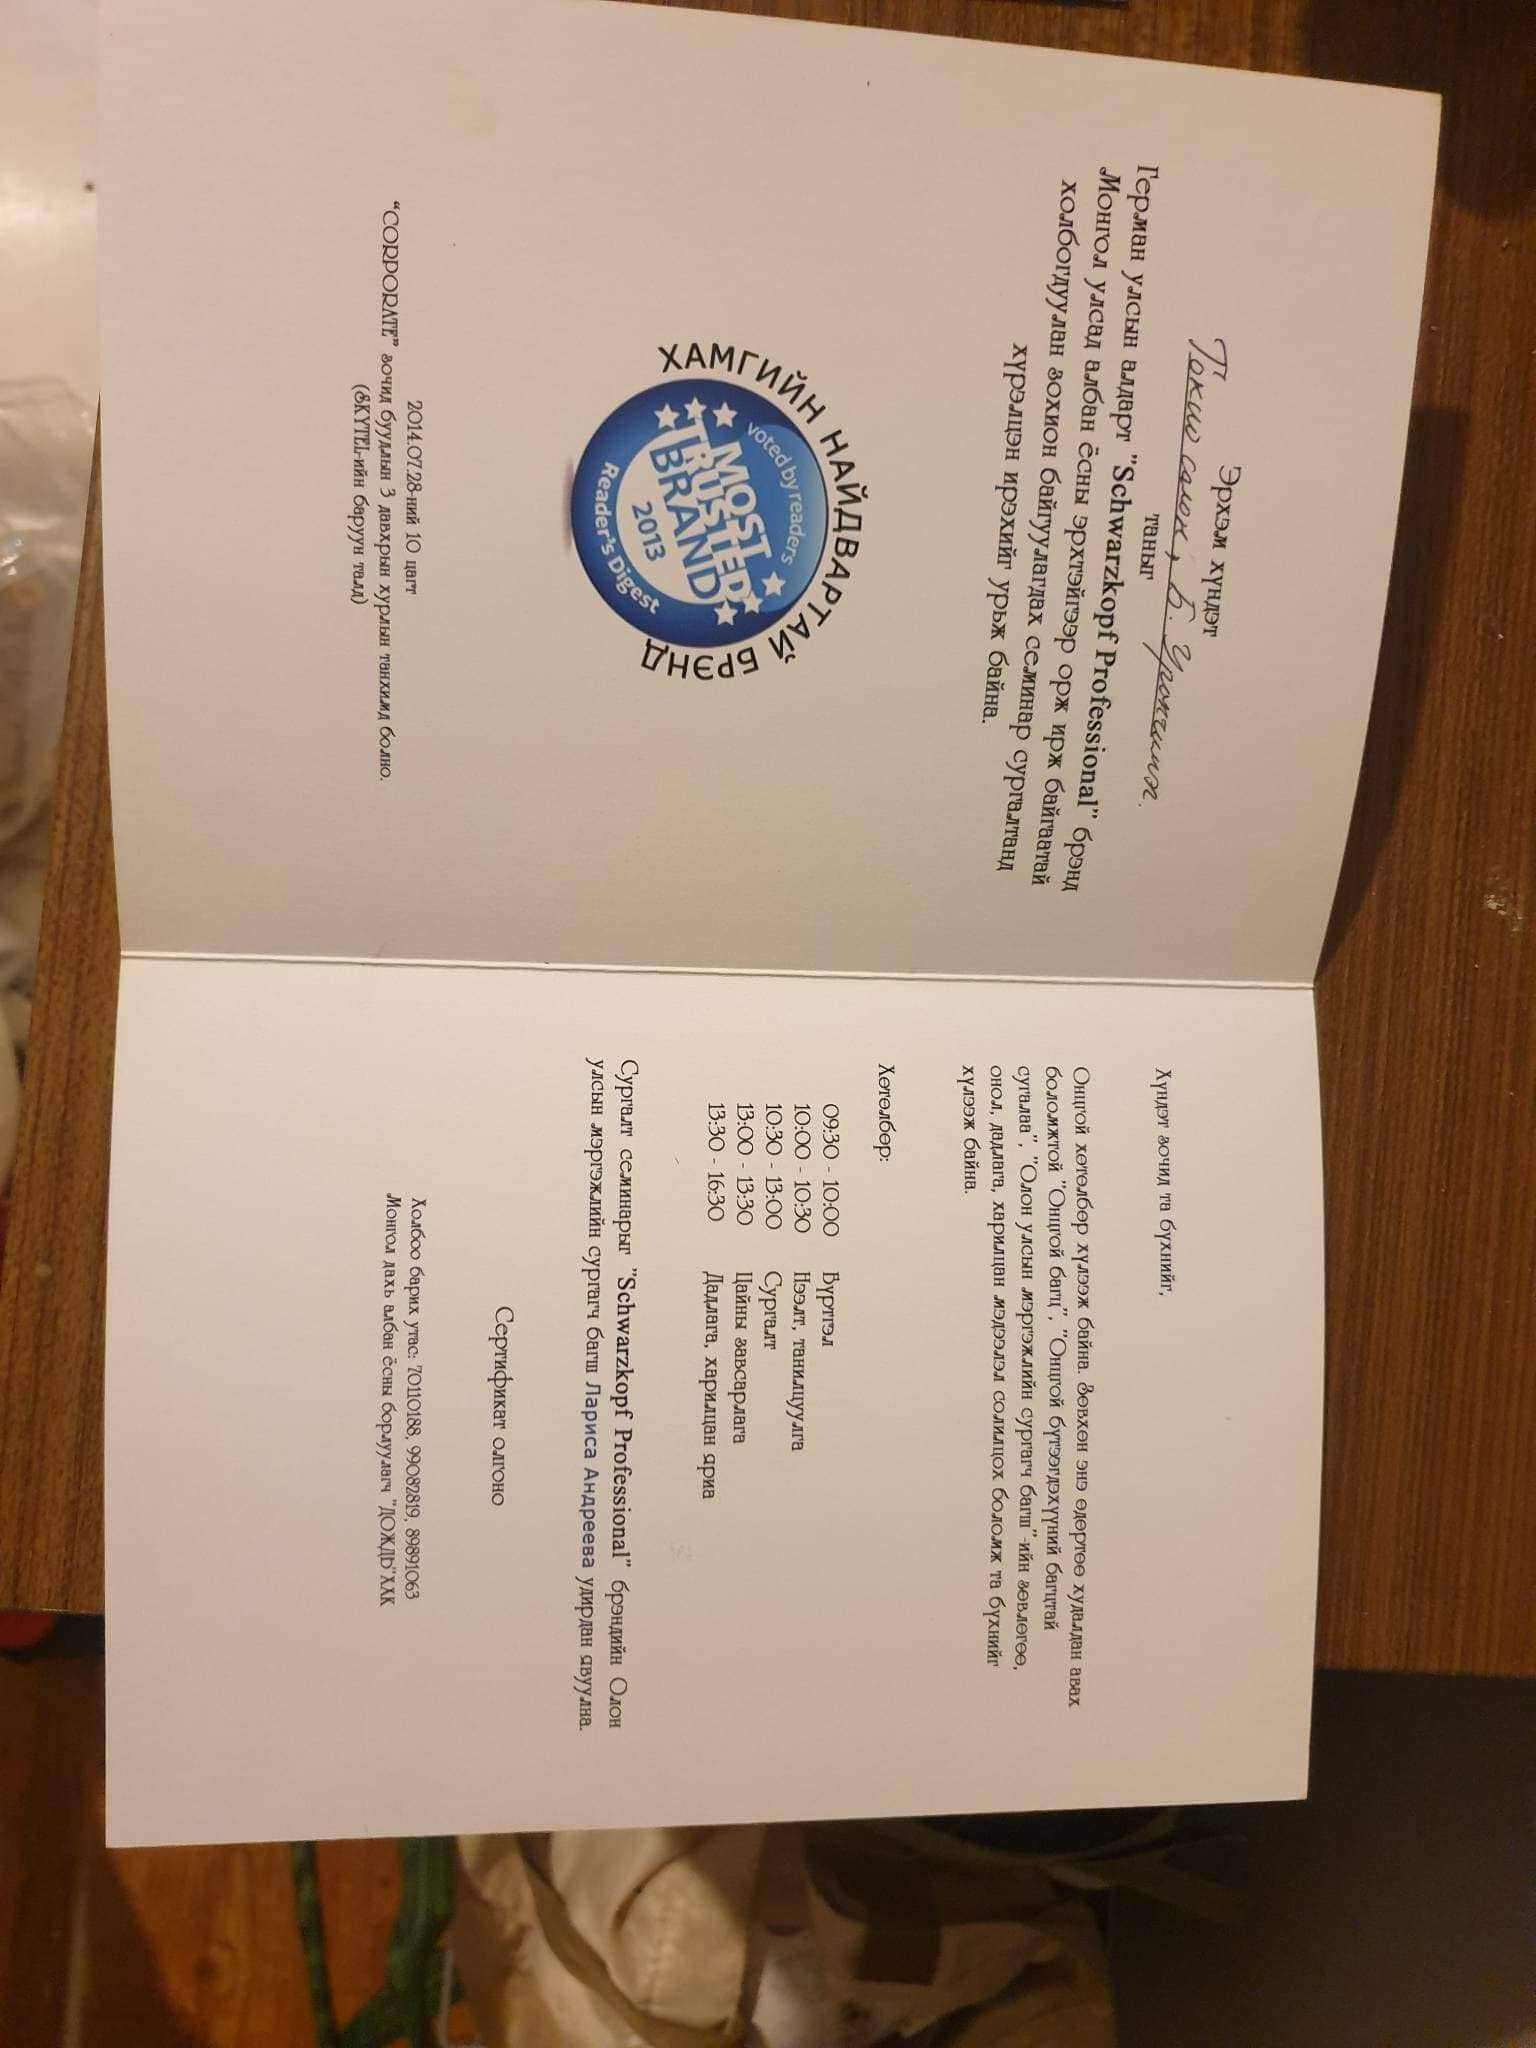 Эрхэм хүндэт
Токио салон, Б. Уранчимэг.
таныг
Герман улсын алдарт "Schwarzkopf Professional" брэнд
Монгол улсад албан ёсны эрхтэйгээр орж ирж байгаатай
холбогдуулан зохион байгуулагдах семинар сургалтанд
хүрэлцэн ирэхийг урьж байна.
ХАМГИЙН НАЙДВАРТАЙ БРЭНД
voted by readers
MOST
TRUSTED
BRAND
2013
Reader's Digest
2014.07.28-ний 10 цагт
“CORPORATE” зочид буудлын 3 давхрын хурлын танхимд болно.
(SKYTEL-ийн баруун талд)
Хүндэт зочид та бүхнийг,
Онцгой хөтөлбөр хүлээж байна. Зөвхөн энэ өдөртөө худалдан авах
боломжтой "Онцгой багц", "Онцгой бүтээгдэхүүний багцтай
сугалаа", "Олон улсын мэргэжлийн сургагч багш"-ийн зөвлөгөө,
онол, дадлага, харилцан мэдээлэл солилцох боломж та бүхнийг
хүлээж байна.
Хөтөлбөр:
09:30 - 10:00 Бүртгэл
10:00 - 10:30 Нээлт, танилцуулга
10:30 - 13:00 Сургалт
13:00 - 13:30 Цайны завсарлага
13:30 - 16:30 Дадлага, харилцан яриа
Сургалт семинарыг "Schwarzkopf Professional" брэндийн Олон
улсын мэргэжлийн сургагч багш Лариса Андреева удирдан явуулна.
Сертификат олгоно
Холбоо барих утас: 70110188, 99082819, 89891063
Монгол дахь албан ёсны борлуулагч "ДОЖДЬ"ХХК